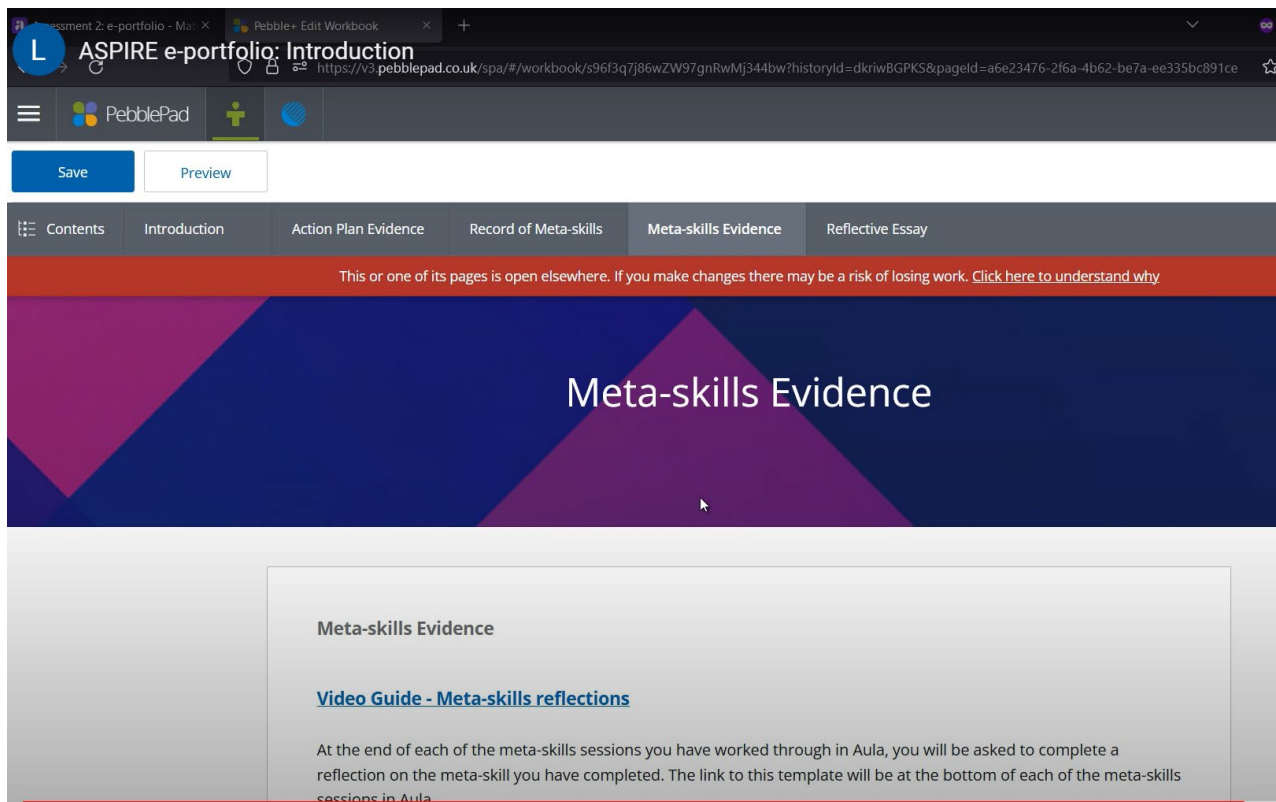 Assessment 2: e-portfolio - Mat
Pebble+ Edit Workbook
L
ASPIRE e-portfolio: Introduction
https://v3.pebblepad.co.uk/spa/#/workbook/s96f3q7j86wZW97gnRwMj344bw?historyId=dkriwBGPKS&pageId=a6e23476-2f6a-4b62-be7a-ee335bc891ce
PebblePad
Save
Preview
Contents
Introduction
Action Plan Evidence
Record of Meta-skills
Meta-skills Evidence
Reflective Essay
This or one of its pages is open elsewhere. If you make changes there may be a risk of losing work. Click here to understand why
Meta-skills Evidence
Meta-skills Evidence
Video Guide - Meta-skills reflections
At the end of each of the meta-skills sessions you have worked through in Aula, you will be asked to complete a
reflection on the meta-skill you have completed. The link to this template will be at the bottom of each of the meta-skills
sessions in Aula.